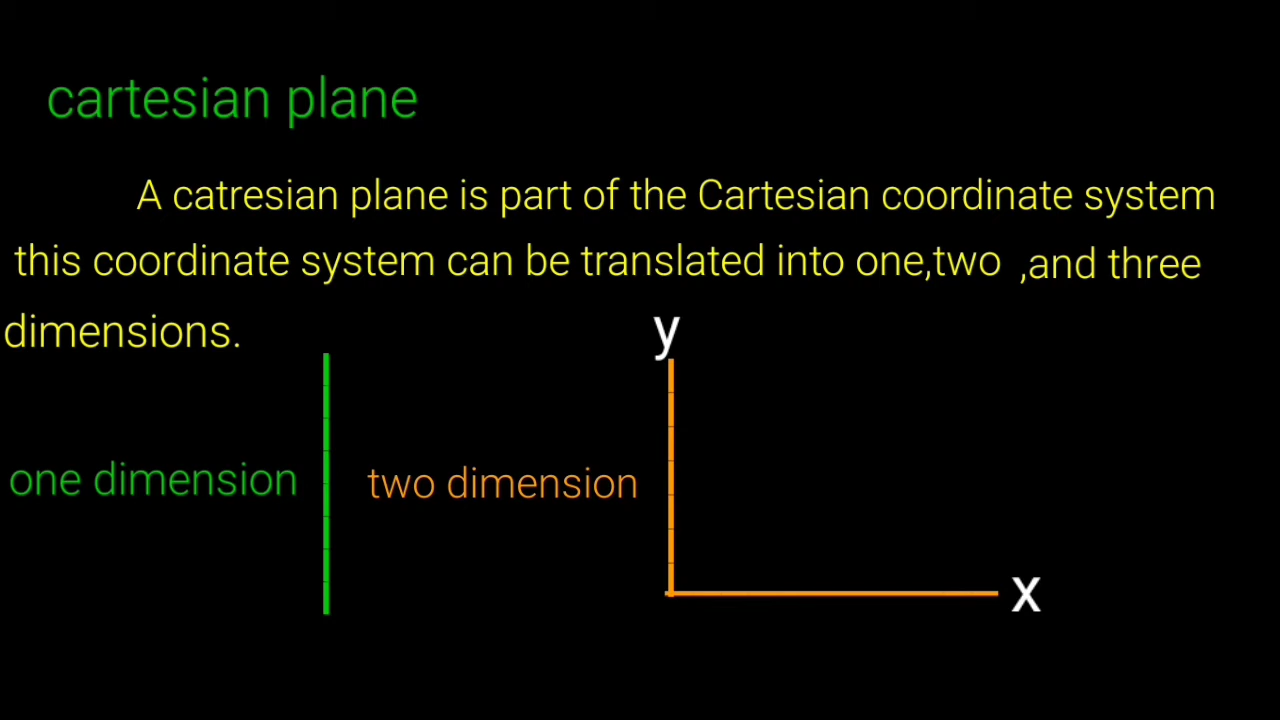 cartesian plane
A catresian plane is part of the Cartesian coordinate system
this coordinate system can be translated into one,two ,and three
dimensions.
y
one dimension
two dimension
x